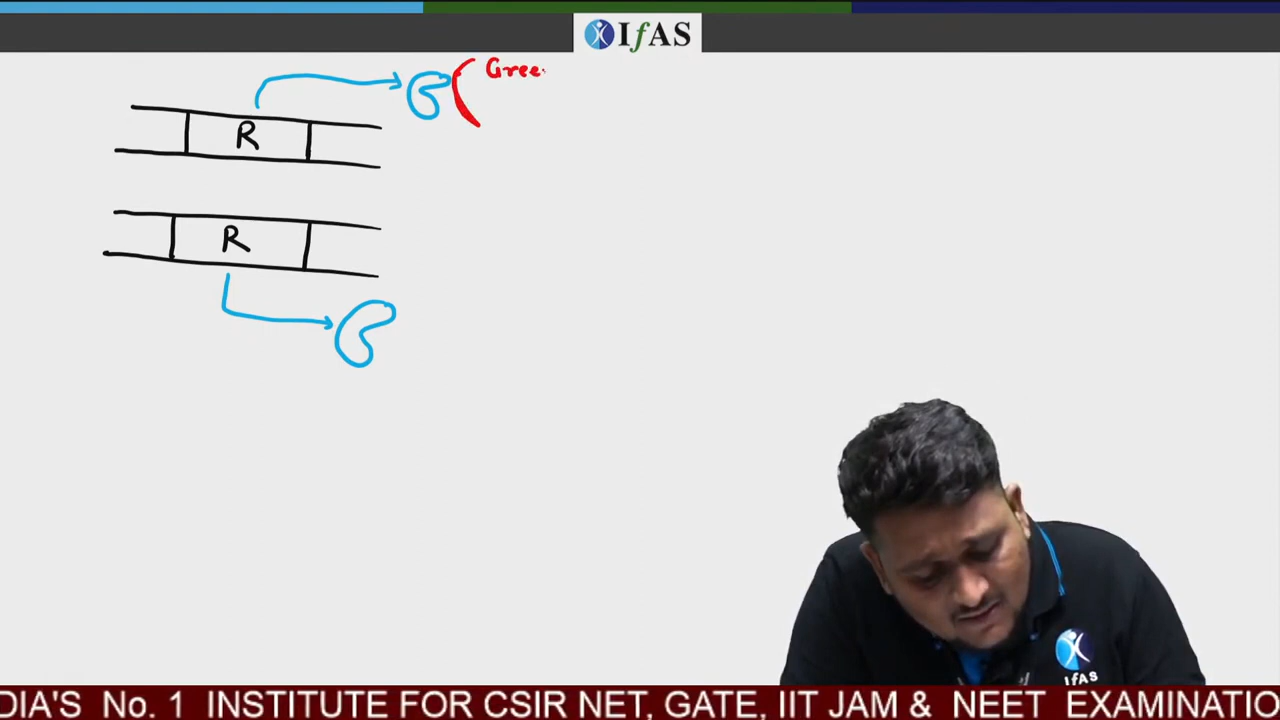 IfAS
Gree
R
R
IfAS
DIA'S No. 1 INSTITUTE FOR CSIR NET, GATE, IIT JAM & NEET EXAMINATIO